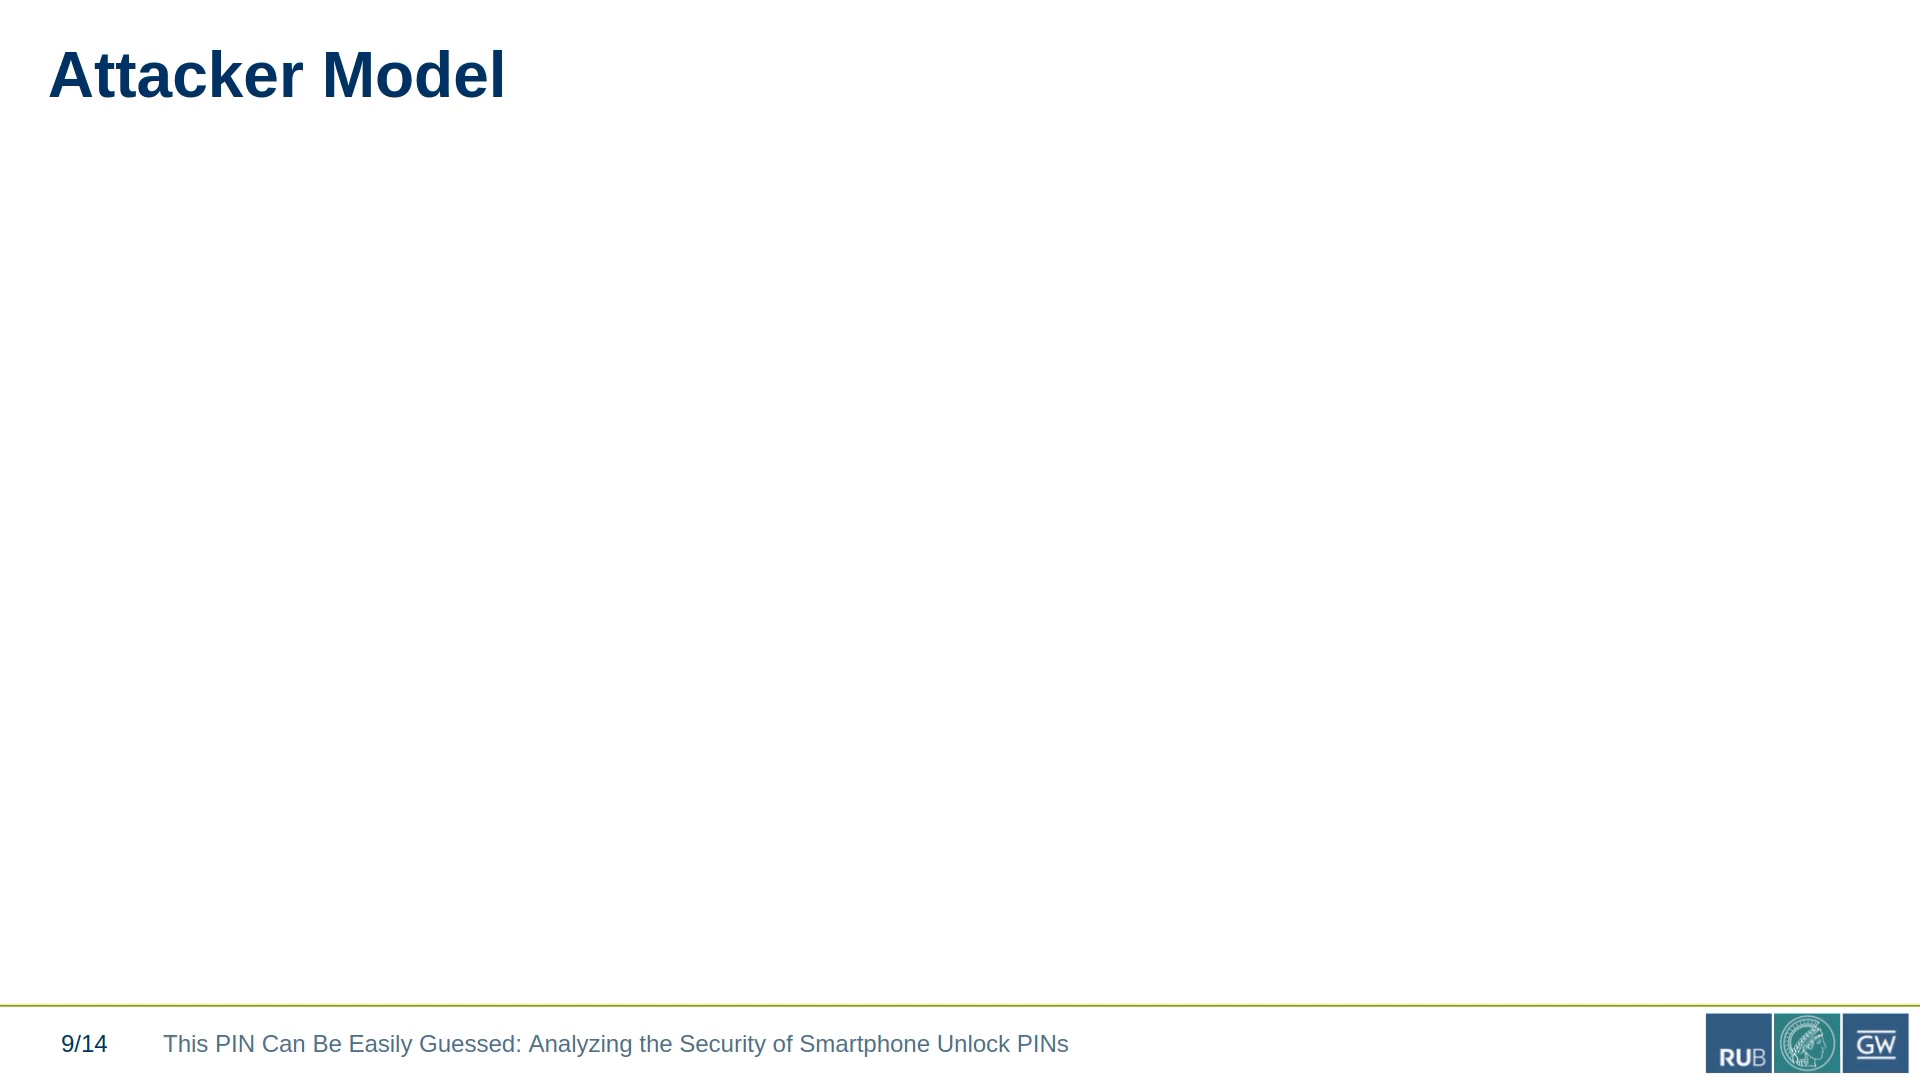 Attacker Model
9/14
This PIN Can Be Easily Guessed: Analyzing the Security of Smartphone Unlock PINs
RUB
GW